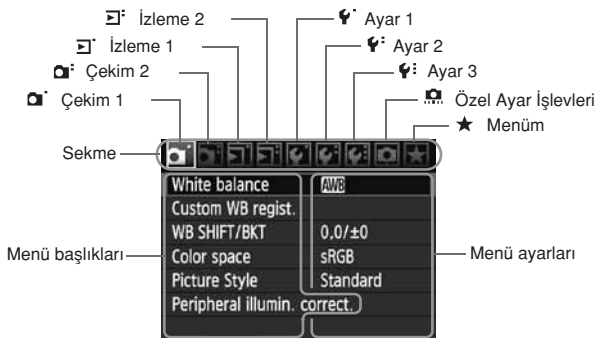 İzleme 2
Ayar 1
İzleme 1
Ayar 2
Çekim 2
Ayar 3
Çekim 1
Özel Ayar İşlevleri
Menüm
Sekme
White balance AWB
Custom WB regist.
WB SHIFT/BKT 0,0/±0
Menü başlıkları
Menü ayarları
Color space sRGB
Picture Style Standard
Peripheral illumin. correct.